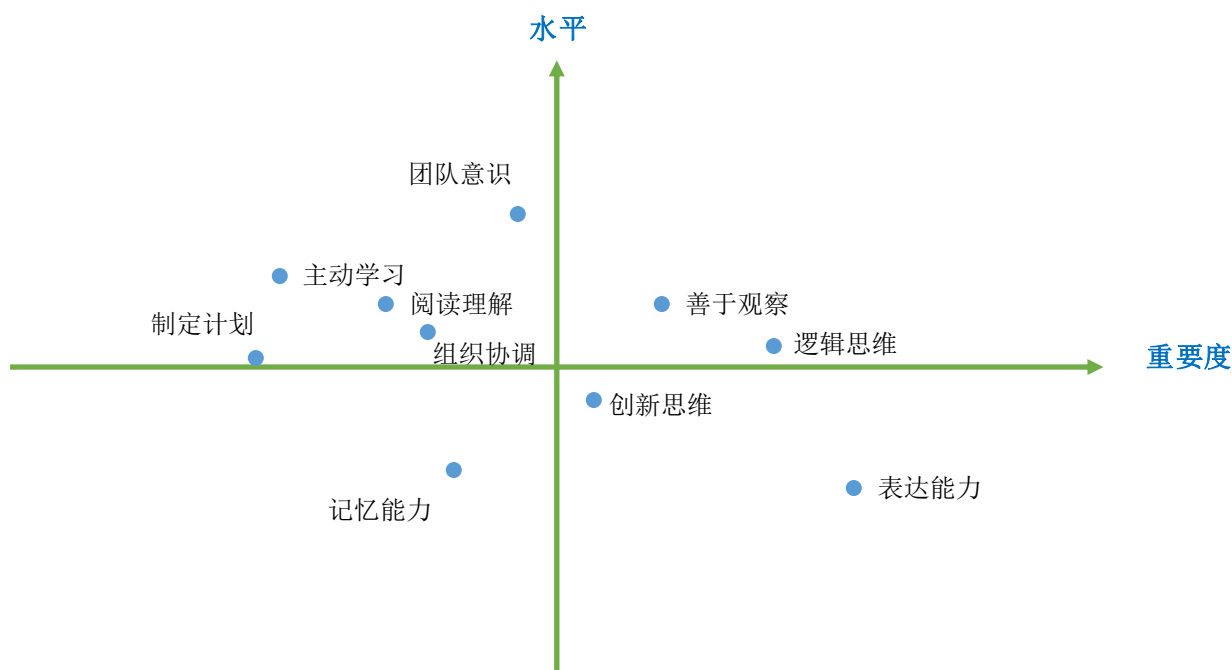 水平
团队意识
主动学习
阅读理解
善于观察
制定计划
逻辑思维
组织协调
重要度
创新思维
表达能力
记忆能力